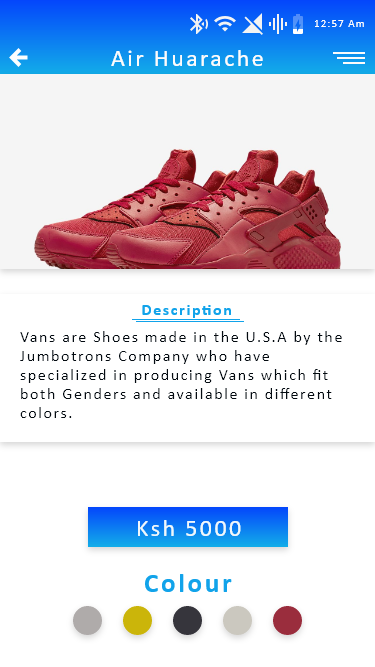 12:57 Am
Air Huarache
Description
Vans are Shoes made in the U.S.A by the
Jumbotrons Company who have
specialized in producing Vans which fit
both Genders and available in different
colors.
Ksh 5000
Colour